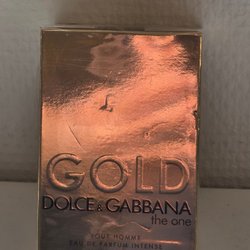 GOLD
DOLCE & GABBANA
the one
POUR HOMME
EAU DE PARFUM INTENSE